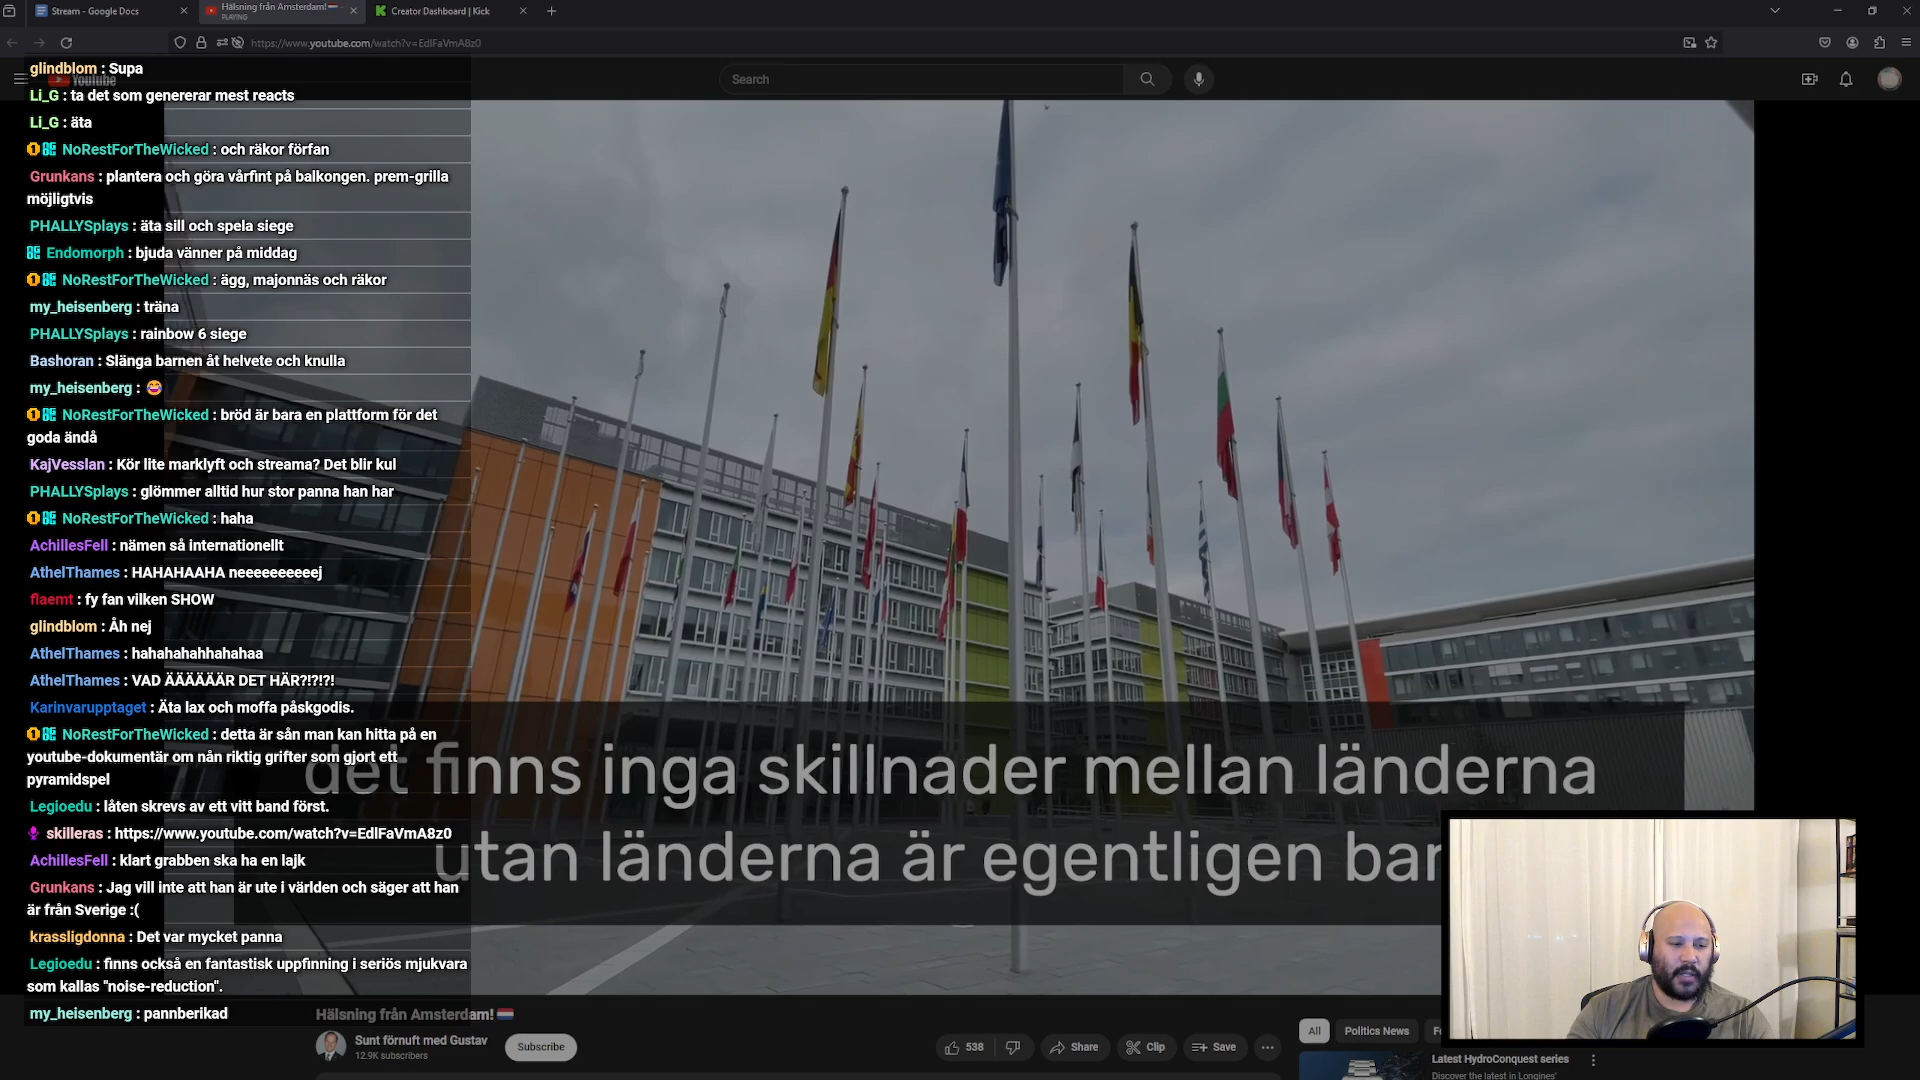 Stream - Google Docs
Hälsning från Amsterdam!
PLAYING
Creator Dashboard | Kick
https://www.youtube.com/watch?v=EdlFaVmA8z0
YouTube
Search
glindblom : Supa
Li_G : ta det som genererar mest reacts
Li_G : äta
NoRestForTheWicked : och räkor förfan
Grunkans : plantera och göra vårfint på balkongen. prem-grilla
möjligtvis
PHALLYSplays : äta sill och spela siege
Endomorph : bjuda vänner på middag
NoRestForTheWicked : ägg, majonnäs och räkor
my_heisenberg : träna
PHALLYSplays : rainbow 6 siege
Bashoran : Slänga barnen åt helvete och knulla
my_heisenberg : 😂
NoRestForTheWicked : bröd är bara en plattform för det
goda ändå
KajVesslan : Kör lite marklyft och streama? Det blir kul
PHALLYSplays : glömmer alltid hur stor panna han har
NoRestForTheWicked : haha
AchillesFell : nämen så internationellt
AthelThames : HAHAHAAHA neeeeeeeeeej
flaemt : fy fan vilken SHOW
glindblom : Åh nej
AthelThames : hahahahahhahahaa
AthelThames : VAD ÄÄÄÄÄÄR DET HÄR?!?!?!
Karinvarupptaget : Äta lax och moffa påskgodis.
NoRestForTheWicked : detta är sån man kan hitta på en
youtube-dokumentär om nån riktig grifter som gjort ett
pyramidspel
Legioedu : låten skrevs av ett vitt band först.
skilleras : https://www.youtube.com/watch?v=EdlFaVmA8z0
AchillesFell : klart grabben ska ha en lajk
Grunkans : Jag vill inte att han är ute i världen och säger att han
är från Sverige :(
krassligdonna : Det var mycket panna
Legioedu : finns också en fantastisk uppfinning i seriös mjukvara
som kallas "noise-reduction".
my_heisenberg : pannberikad
det finns inga skillnader mellan länderna
utan länderna är egentligen bar
Hälsning från Amsterdam!
Sunt förnuft med Gustav
12.9K subscribers
Subscribe
538
Share
Clip
Save
All
Politics News
Latest HydroConquest series
Discover the latest in Longines'